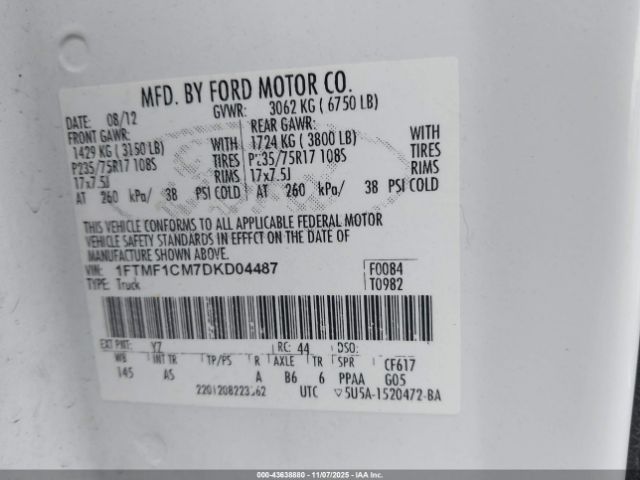 MFD. BY FORD MOTOR CO.
DATE: 08/12 GVWR: 3062 KG ( 6750 LB)
FRONT GAWR: REAR GAWR:
1429 KG ( 3150 LB) WITH 1724 KG ( 3800 LB) WITH
P235/75R17 108S TIRES P235/75R17 108S TIRES
17x7.5J RIMS 17x7.5J RIMS
AT 260 kPa/ 38 PSI COLD AT 260 kPa/ 38 PSI COLD
THIS VEHICLE CONFORMS TO ALL APPLICABLE FEDERAL MOTOR
VEHICLE SAFETY STANDARDS IN EFFECT ON THE DATE OF
MANUFACTURE SHOWN ABOVE.
VIN: 1FTMF1CM7DKD04487 F0084
TYPE: Truck T0982
EXT PNT: YZ RC: 44 DSO:
WB INT TR TP/PS R AXLE TR SPR CF617
145 AS A B6 6 PPAA G05
UTC 5U5A-1520472-BA
000-43638880 - 11/07/2025 - IAAI.com